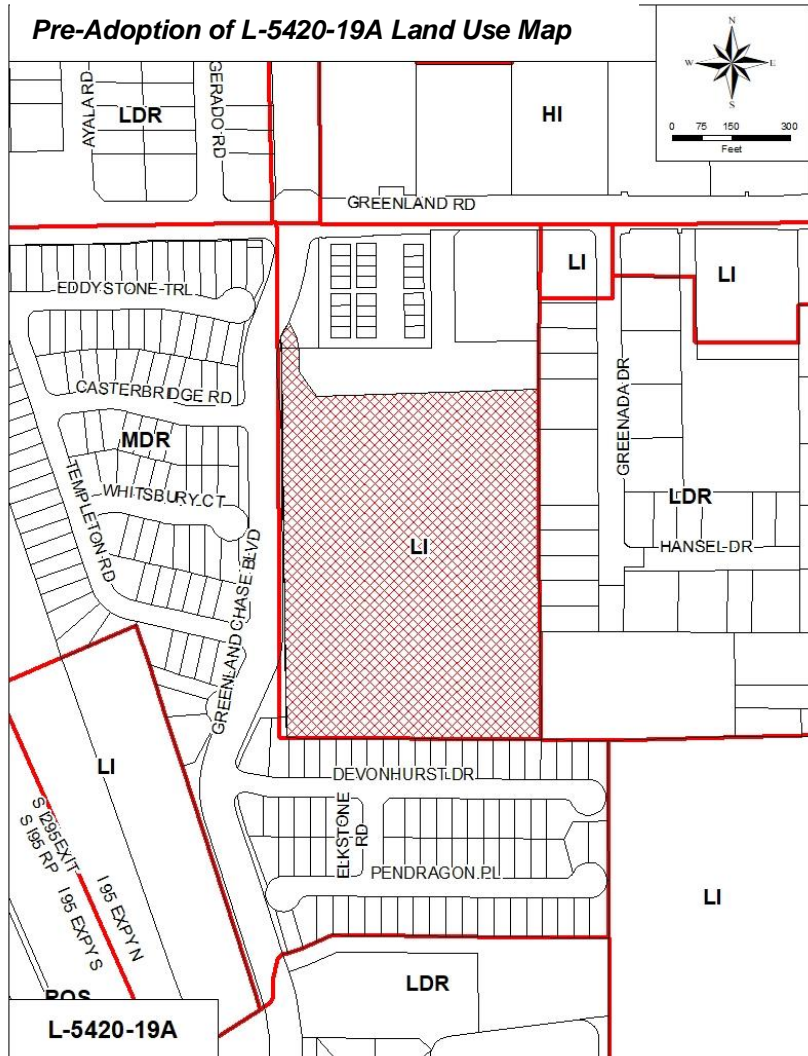 Pre-Adoption of L-5420-19A Land Use Map
N
W E
S
0 75 150 300
Feet
AYALA RD
LDR
GERADO RD
HI
GREENLAND RD
LI
LI
EDDYSTONE TRL
CASTERBRIDGE RD
GREENADA DR
MDR
TEMPLETON RD
WHITSBURY CT
LDR
HANSEL DR
LI
GREENLAND CHASE BLVD
LI
DEVONHURST DR
ELKSTONE
RD
PENDRAGON PL
S I295 EXIT
S I95 RP
I 95 EXPY N
I 95 EXPY S
LI
LDR
ROS
L-5420-19A